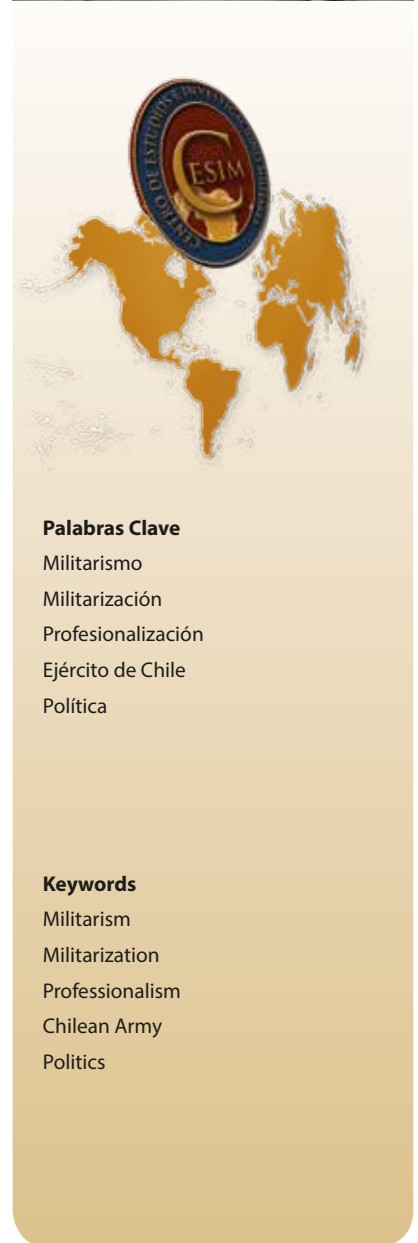 CENTRO DE ESTUDIOS E INVESTIGACIONES MILITARES
CESIM
Palabras Clave
Militarismo
Militarización
Profesionalización
Ejército de Chile
Política
Keywords
Militarism
Militarization
Professionalism
Chilean Army
Politics